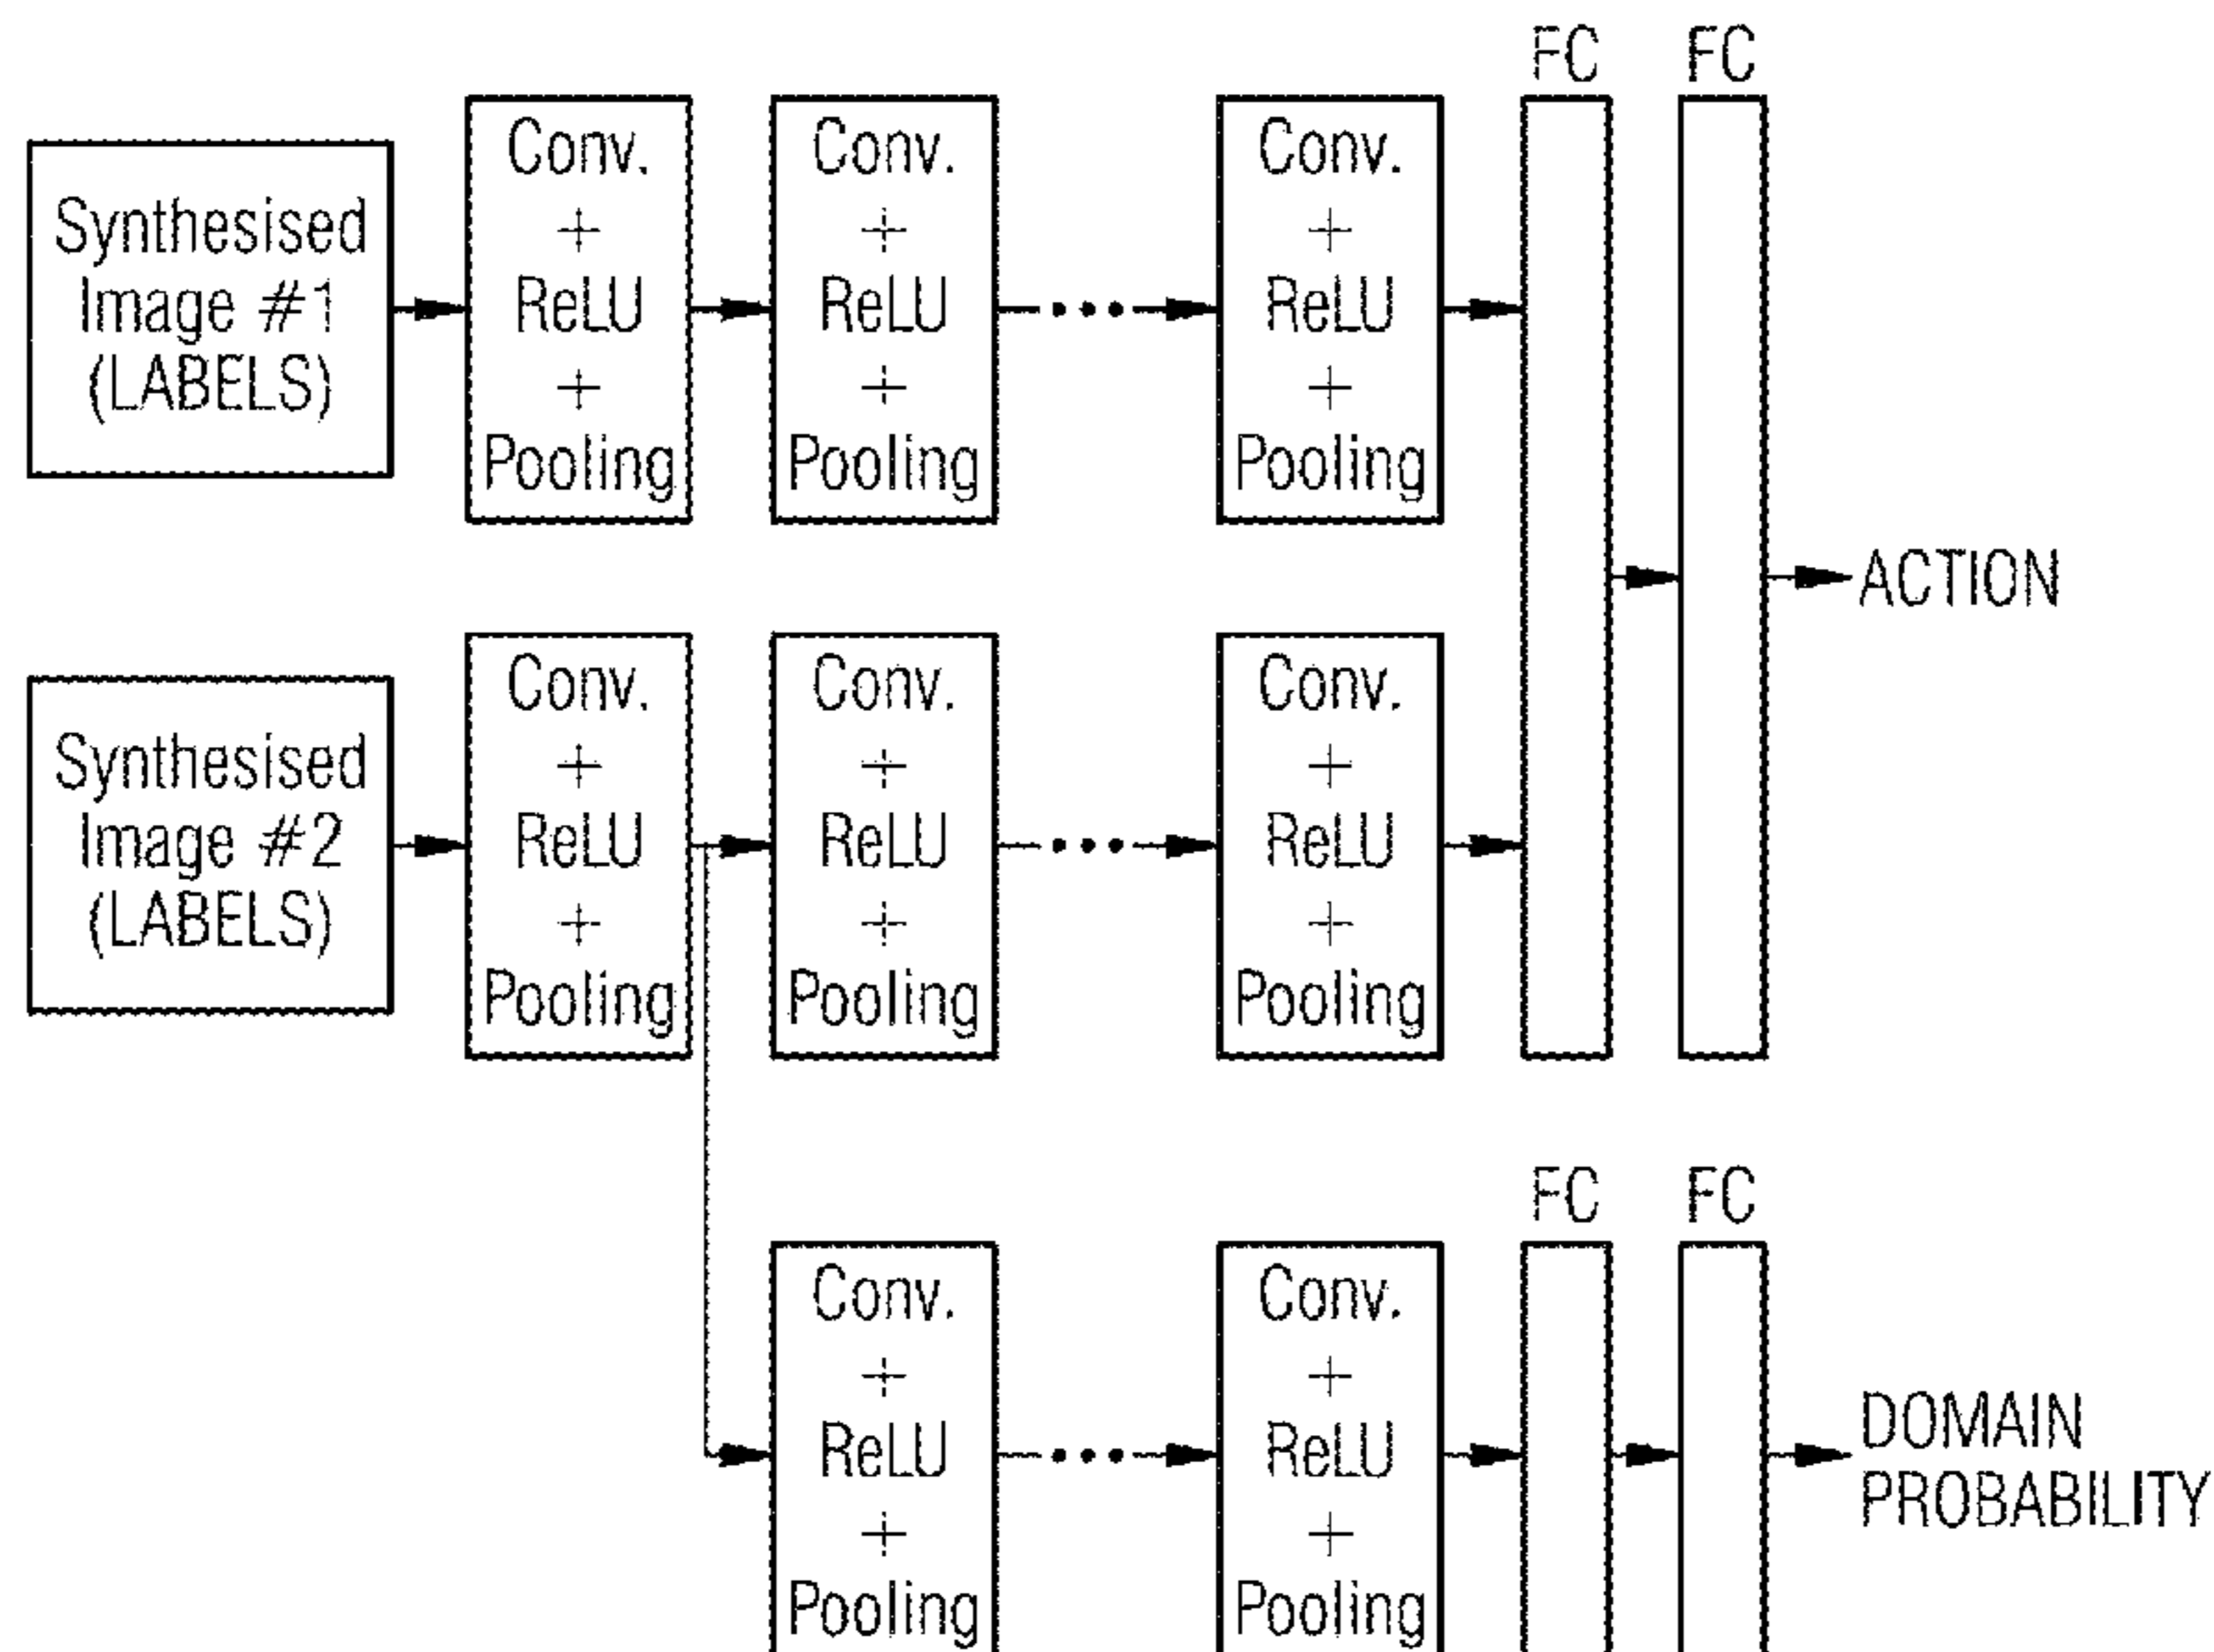 FC FC
Synthesised
Image #1
(LABELS)
Conv.
+
ReLU
+
Pooling
Conv.
+
ReLU
+
Pooling
Conv.
+
ReLU
+
Pooling
ACTION
Synthesised
Image #2
(LABELS)
Conv.
+
ReLU
+
Pooling
Conv.
+
ReLU
+
Pooling
Conv.
+
ReLU
+
Pooling
FC FC
Conv.
+
ReLU
+
Pooling
Conv.
+
ReLU
+
Pooling
DOMAIN
PROBABILITY